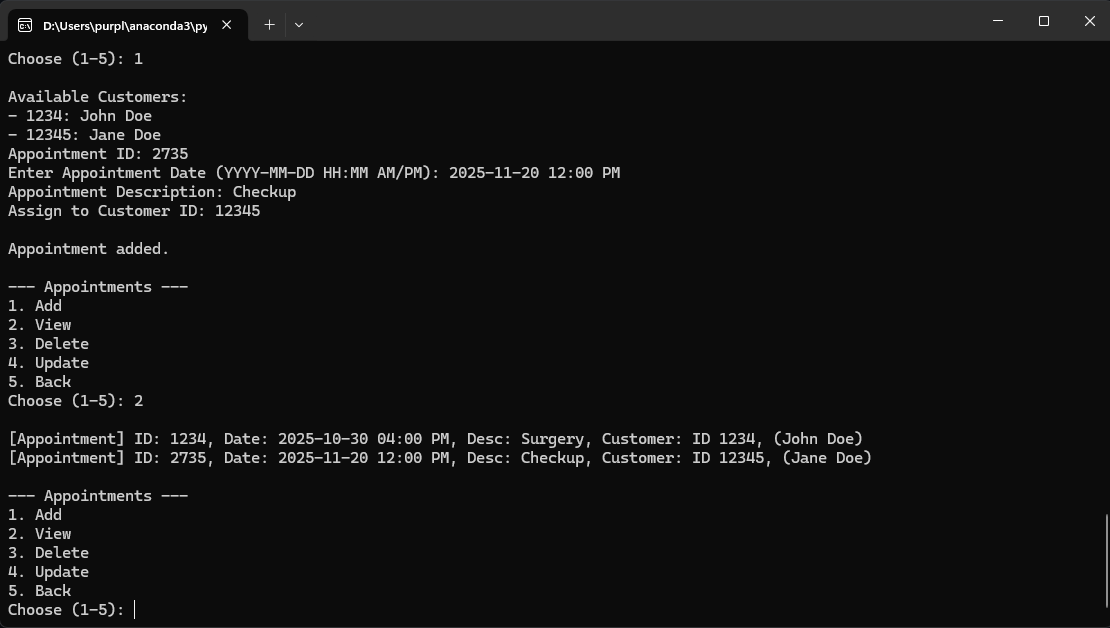 D:\Users\purpl\anaconda3\py
Choose (1-5): 1
Available Customers:
- 1234: John Doe
- 12345: Jane Doe
Appointment ID: 2735
Enter Appointment Date (YYYY-MM-DD HH:MM AM/PM): 2025-11-20 12:00 PM
Appointment Description: Checkup
Assign to Customer ID: 12345
Appointment added.
--- Appointments ---
1. Add
2. View
3. Delete
4. Update
5. Back
Choose (1-5): 2
[Appointment] ID: 1234, Date: 2025-10-30 04:00 PM, Desc: Surgery, Customer: ID 1234, (John Doe)
[Appointment] ID: 2735, Date: 2025-11-20 12:00 PM, Desc: Checkup, Customer: ID 12345, (Jane Doe)
--- Appointments ---
1. Add
2. View
3. Delete
4. Update
5. Back
Choose (1-5):